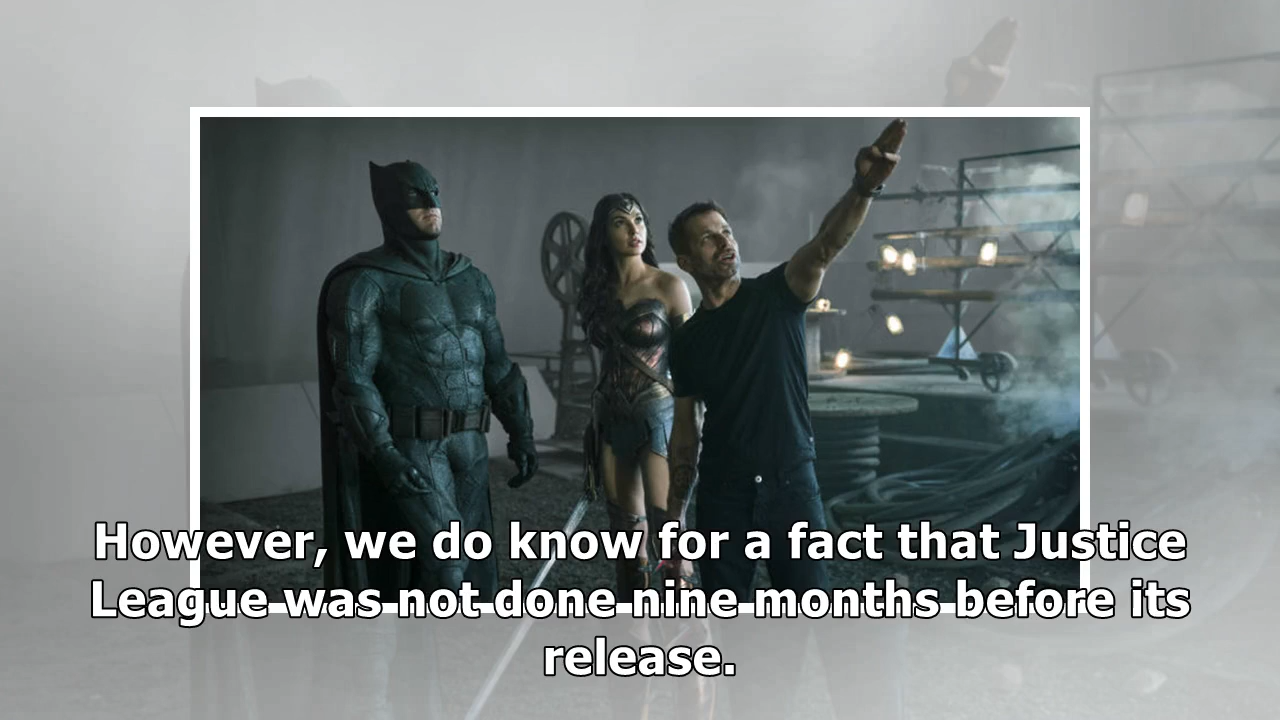 However, we do know for a fact that Justice
League was not done nine months before its
release.